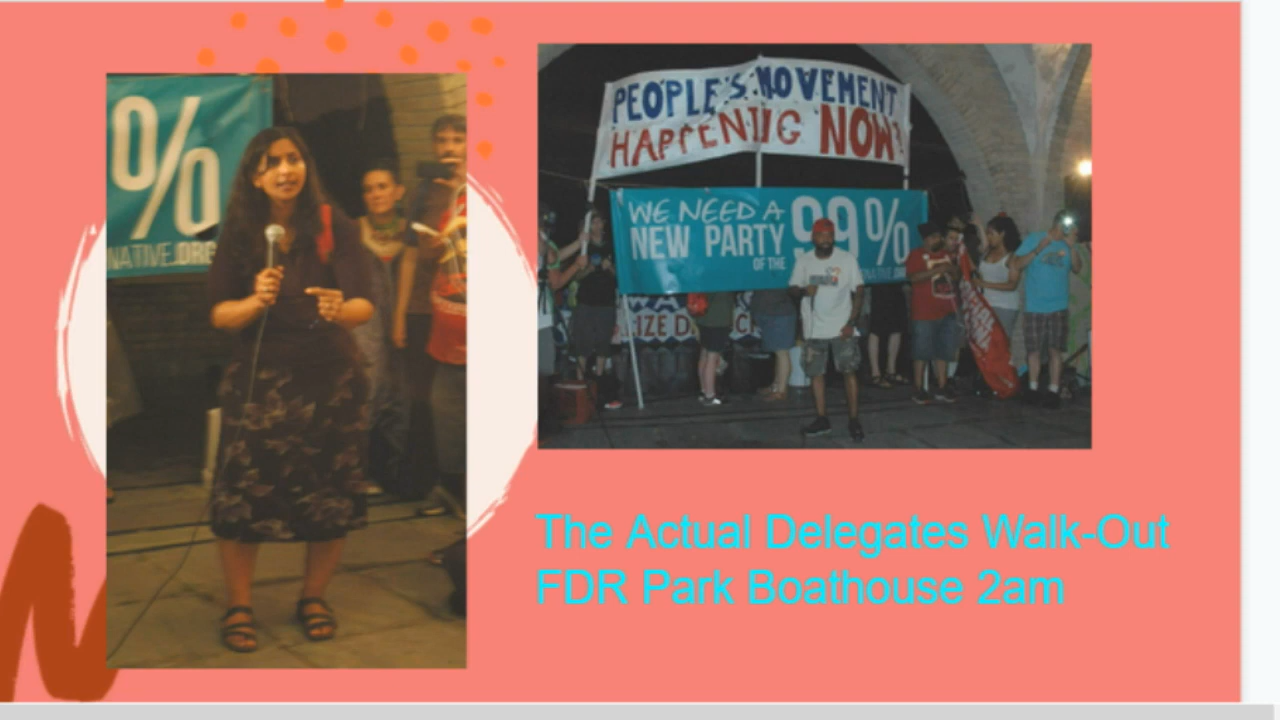 %
NATIVE.ORG
PEOPLE'S MOVEMENT
HAPPENING NOW!
WE NEED A
NEW PARTY
OF THE
99%
The Actual Delegates Walk-Out
FDR Park Boathouse 2am